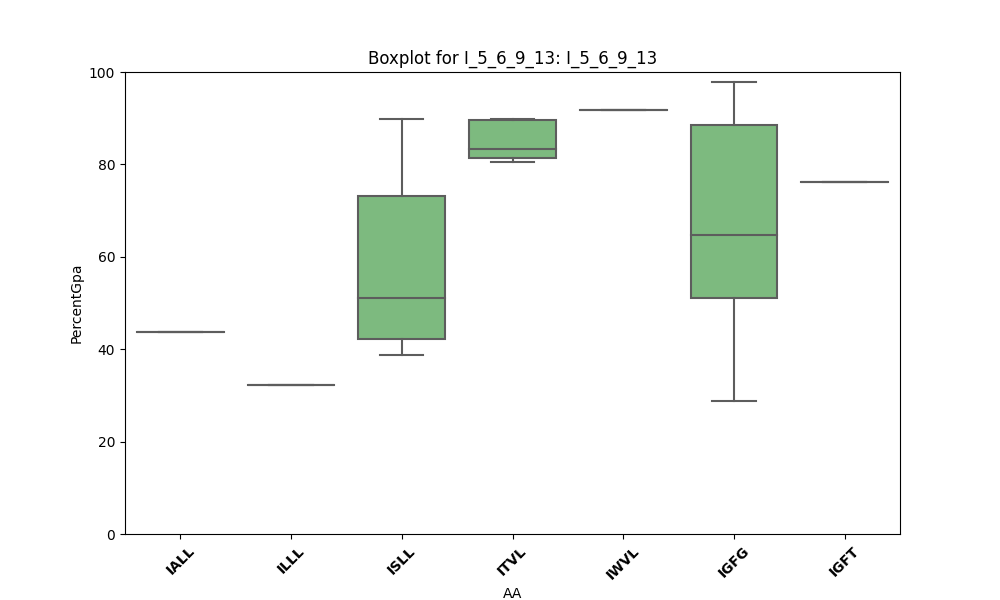 Boxplot for I_5_6_9_13: I_5_6_9_13
PercentGpa
100
80
60
40
20
0
IALL
ILLL
ISLL
ITVL
IWVL
IGFG
IGFT
AA